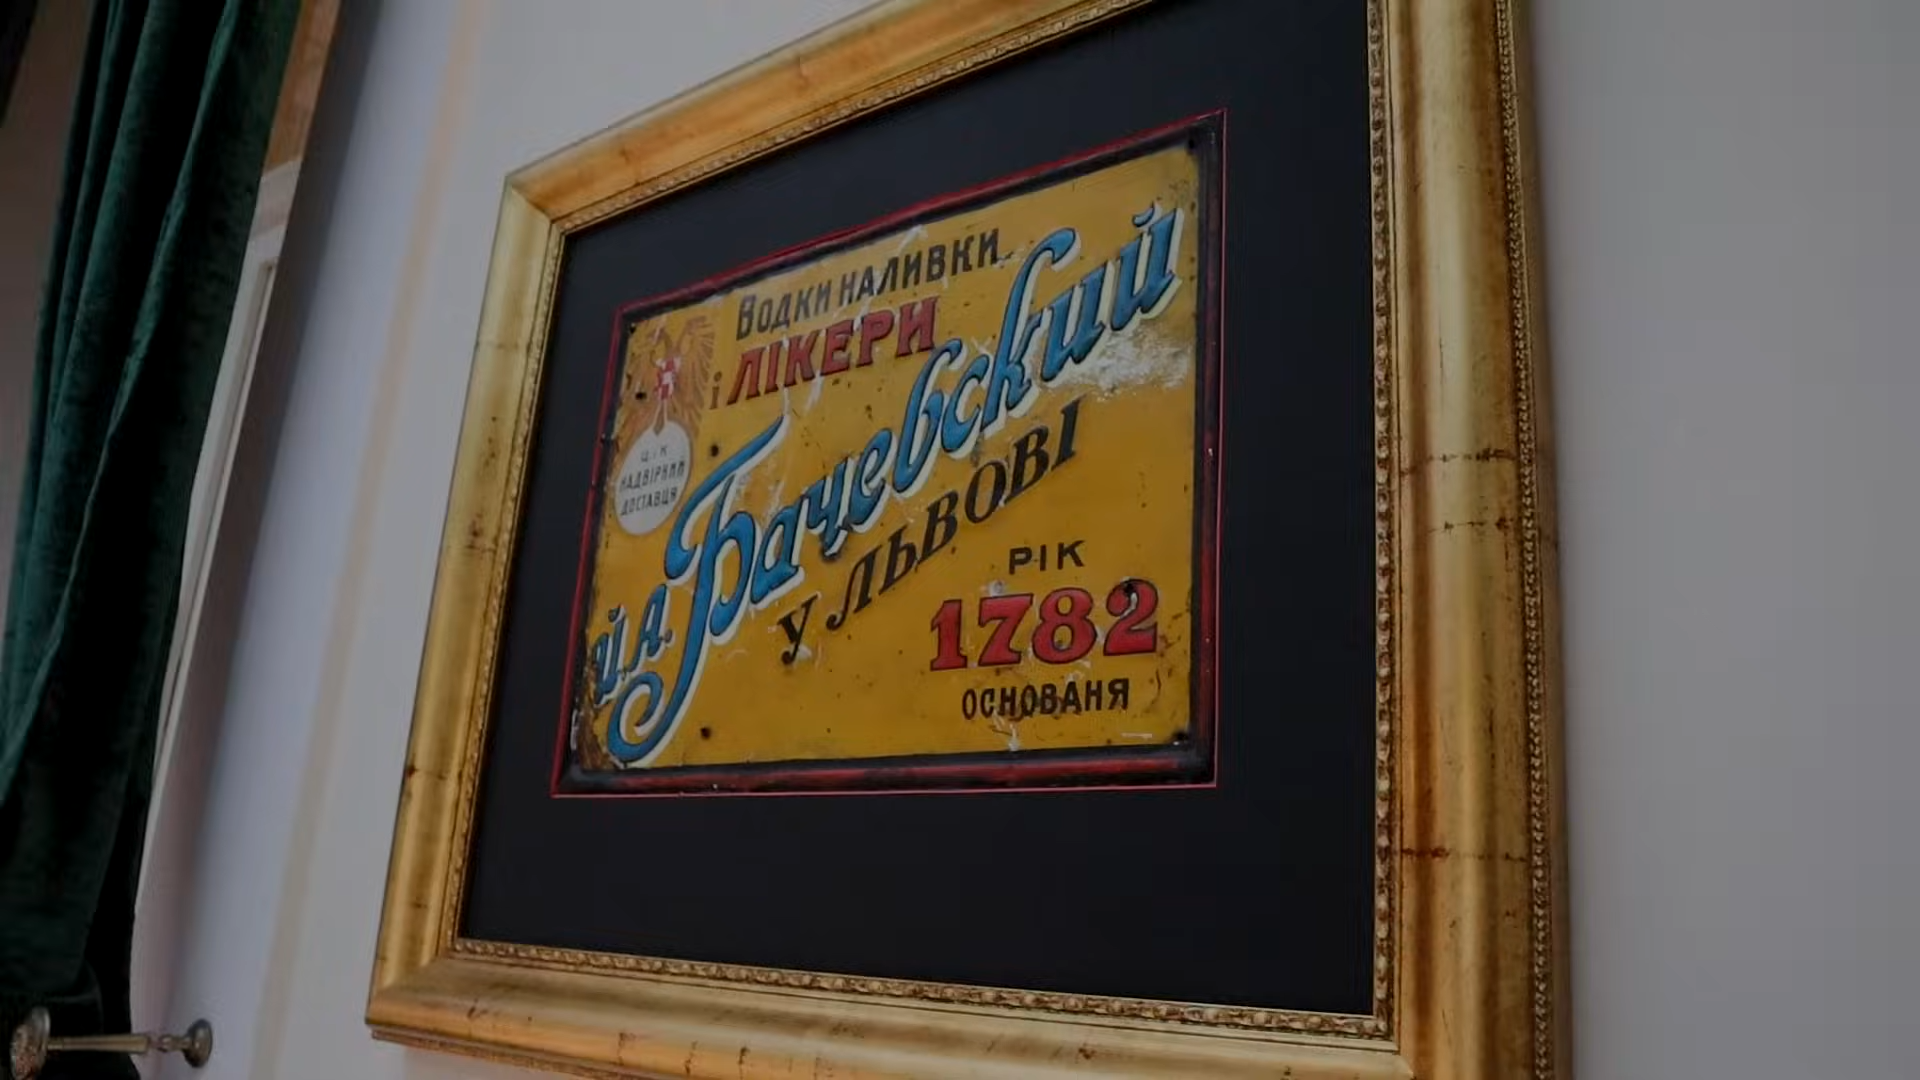 Водки наливки
і ЛІКЕРИ
ц. і к.
НАДВІРНИЙ
ДОСТАВЦЯ
Й. А. Бачевский
У ЛЬВОВІ
РІК
1782
ОСНОВАНЯ